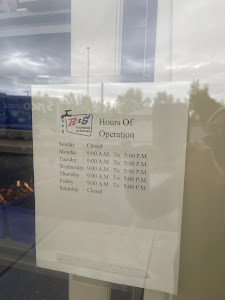 Hours Of
Operation
Sunday Closed
Monday 9:00 A.M. To 5:00 P.M.
Tuesday 9:00 A.M. To 5:00 P.M.
Wednesday 9:00 A.M. To 5:00 P.M.
Thursday 9:00 A.M. To 5:00 P.M.
Friday 9:00 A.M. To 5:00 P.M.
Saturday Closed